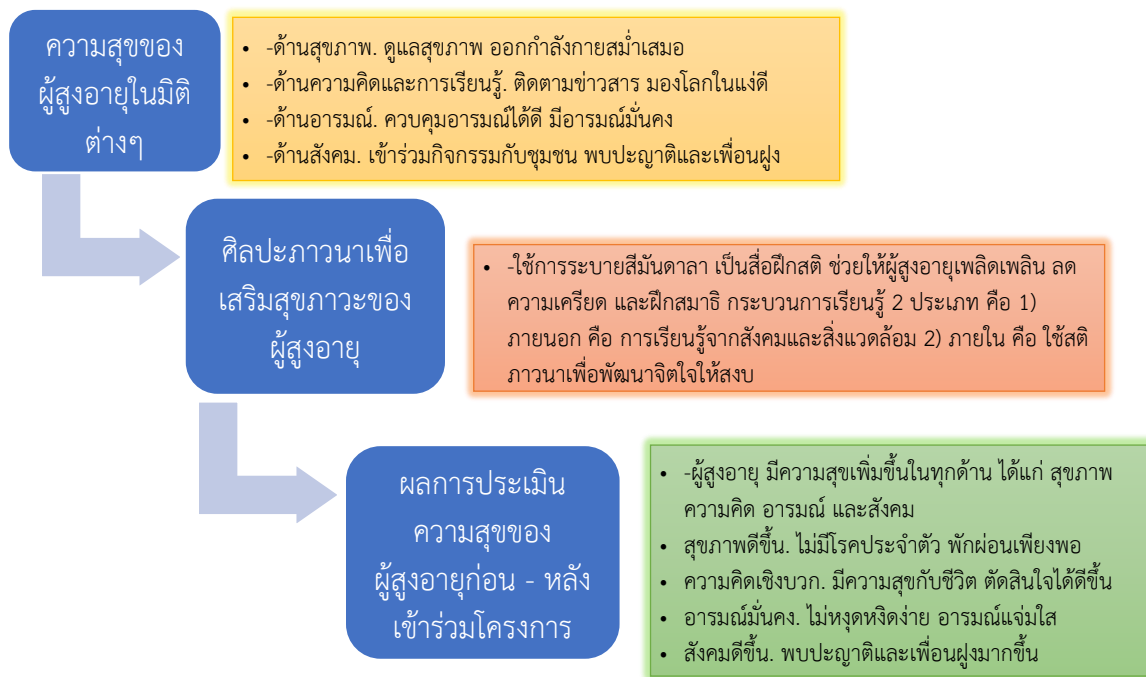 ความสุขของ
ผู้สูงอายุในมิติ
ต่างๆ
• -ด้านสุขภาพ. ดูแลสุขภาพ ออกกำลังกายสม่ำเสมอ
• -ด้านความคิดและการเรียนรู้. ติดตามข่าวสาร มองโลกในแง่ดี
• -ด้านอารมณ์. ควบคุมอารมณ์ได้ดี มีอารมณ์มั่นคง
• -ด้านสังคม. เข้าร่วมกิจกรรมกับชุมชน พบปะญาติและเพื่อนฝูง
ศิลปะภาวนาเพื่อ
เสริมสุขภาวะของ
ผู้สูงอายุ
• -ใช้การระบายสีมันดาลา เป็นสื่อฝึกสติ ช่วยให้ผู้สูงอายุเพลิดเพลิน ลด
ความเครียด และฝึกสมาธิ กระบวนการเรียนรู้ 2 ประเภท คือ 1)
ภายนอก คือ การเรียนรู้จากสังคมและสิ่งแวดล้อม 2) ภายใน คือ ใช้สติ
ภาวนาเพื่อพัฒนาจิตใจให้สงบ
ผลการประเมิน
ความสุขของ
ผู้สูงอายุก่อน - หลัง
เข้าร่วมโครงการ
• -ผู้สูงอายุ มีความสุขเพิ่มขึ้นในทุกด้าน ได้แก่ สุขภาพ
ความคิด อารมณ์ และสังคม
• สุขภาพดีขึ้น. ไม่มีโรคประจำตัว พักผ่อนเพียงพอ
• ความคิดเชิงบวก. มีความสุขกับชีวิต ตัดสินใจได้ดีขึ้น
• อารมณ์มั่นคง. ไม่หงุดหงิดง่าย อารมณ์แจ่มใส
• สังคมดีขึ้น. พบปะญาติและเพื่อนฝูงมากขึ้น